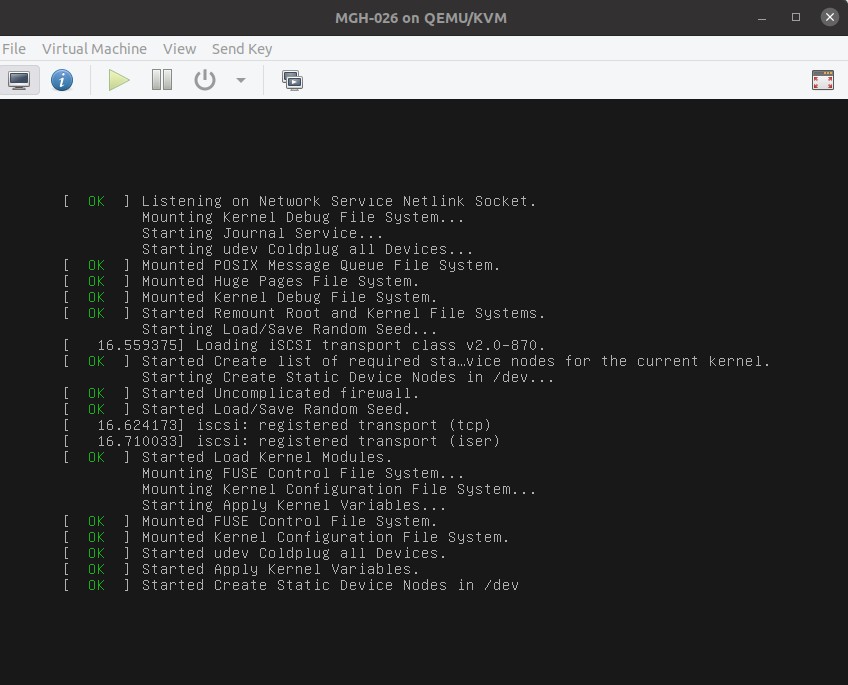 MGH-026 on QEMU/KVM
File Virtual Machine View Send Key
[  OK  ] Listening on Network Service Netlink Socket.
Mounting Kernel Debug File System...
Starting Journal Service...
Starting udev Coldplug all Devices...
[  OK  ] Mounted POSIX Message Queue File System.
[  OK  ] Mounted Huge Pages File System.
[  OK  ] Mounted Kernel Debug File System.
[  OK  ] Started Remount Root and Kernel File Systems.
Starting Load/Save Random Seed...
[   16.559375] Loading iSCSI transport class v2.0-870.
[  OK  ] Started Create list of required sta…vice nodes for the current kernel.
Starting Create Static Device Nodes in /dev...
[  OK  ] Started Uncomplicated firewall.
[  OK  ] Started Load/Save Random Seed.
[   16.624173] iscsi: registered transport (tcp)
[   16.710033] iscsi: registered transport (iser)
[  OK  ] Started Load Kernel Modules.
Mounting FUSE Control File System...
Mounting Kernel Configuration File System...
Starting Apply Kernel Variables...
[  OK  ] Mounted FUSE Control File System.
[  OK  ] Mounted Kernel Configuration File System.
[  OK  ] Started udev Coldplug all Devices.
[  OK  ] Started Apply Kernel Variables.
[  OK  ] Started Create Static Device Nodes in /dev